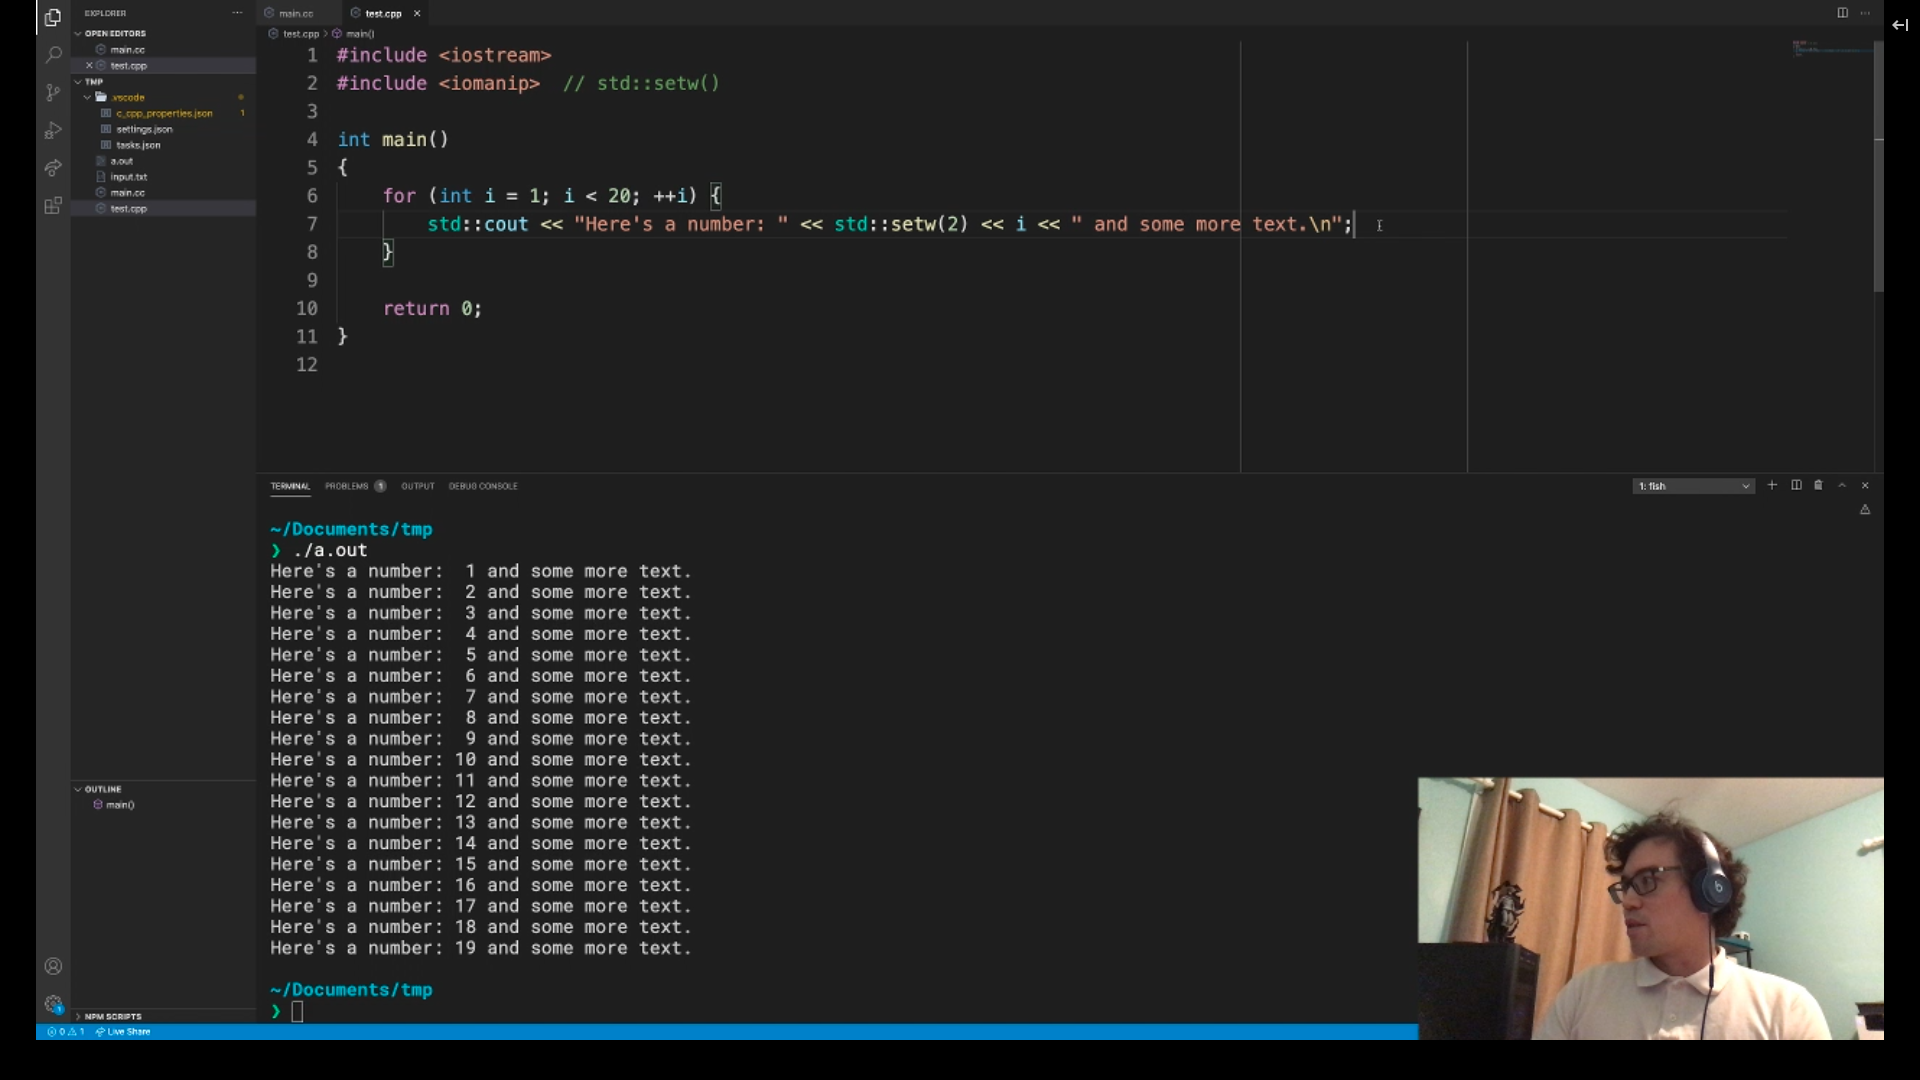 EXPLORER
OPEN EDITORS
main.cc
test.cpp
TMP
.vscode
c_cpp_properties.json 1
settings.json
tasks.json
a.out
input.txt
main.cc
test.cpp
OUTLINE
main()
NPM SCRIPTS
0 1 Live Share
main.cc test.cpp
test.cpp > main()
1 #include <iostream>
2 #include <iomanip>  // std::setw()
3
4 int main()
5 {
6     for (int i = 1; i < 20; ++i) {
7         std::cout << "Here's a number: " << std::setw(2) << i << " and some more text.\n";
8     }
9
10     return 0;
11 }
12
TERMINAL PROBLEMS 1 OUTPUT DEBUG CONSOLE 1: fish
~/Documents/tmp
❯ ./a.out
Here's a number:  1 and some more text.
Here's a number:  2 and some more text.
Here's a number:  3 and some more text.
Here's a number:  4 and some more text.
Here's a number:  5 and some more text.
Here's a number:  6 and some more text.
Here's a number:  7 and some more text.
Here's a number:  8 and some more text.
Here's a number:  9 and some more text.
Here's a number: 10 and some more text.
Here's a number: 11 and some more text.
Here's a number: 12 and some more text.
Here's a number: 13 and some more text.
Here's a number: 14 and some more text.
Here's a number: 15 and some more text.
Here's a number: 16 and some more text.
Here's a number: 17 and some more text.
Here's a number: 18 and some more text.
Here's a number: 19 and some more text.
~/Documents/tmp
❯